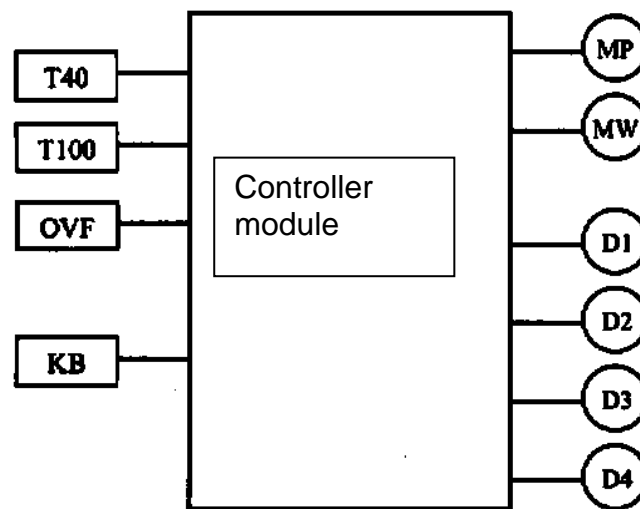 T40
T100
OVF
KB
Controller
module
MP
MW
D1
D2
D3
D4